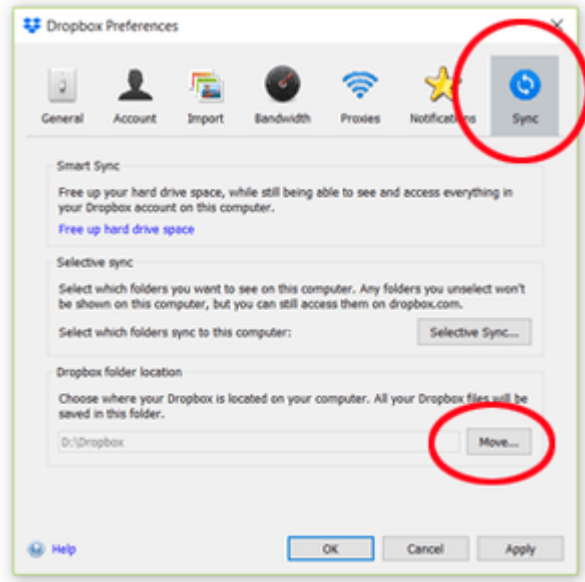 Dropbox Preferences
General Account Import Bandwidth Proxies Notifications Sync
Smart Sync
Free up your hard drive space, while still being able to see and access everything in
your Dropbox account on this computer.
Free up hard drive space
Selective sync
Select which folders you want to see on this computer. Any folders you unselect won't
be shown on this computer, but you can still access them on dropbox.com.
Select which folders sync to this computer: Selective Sync...
Dropbox folder location
Choose where your Dropbox is located on your computer. All your Dropbox files will be
saved in this folder.
D:\Dropbox Move...
Help OK Cancel Apply